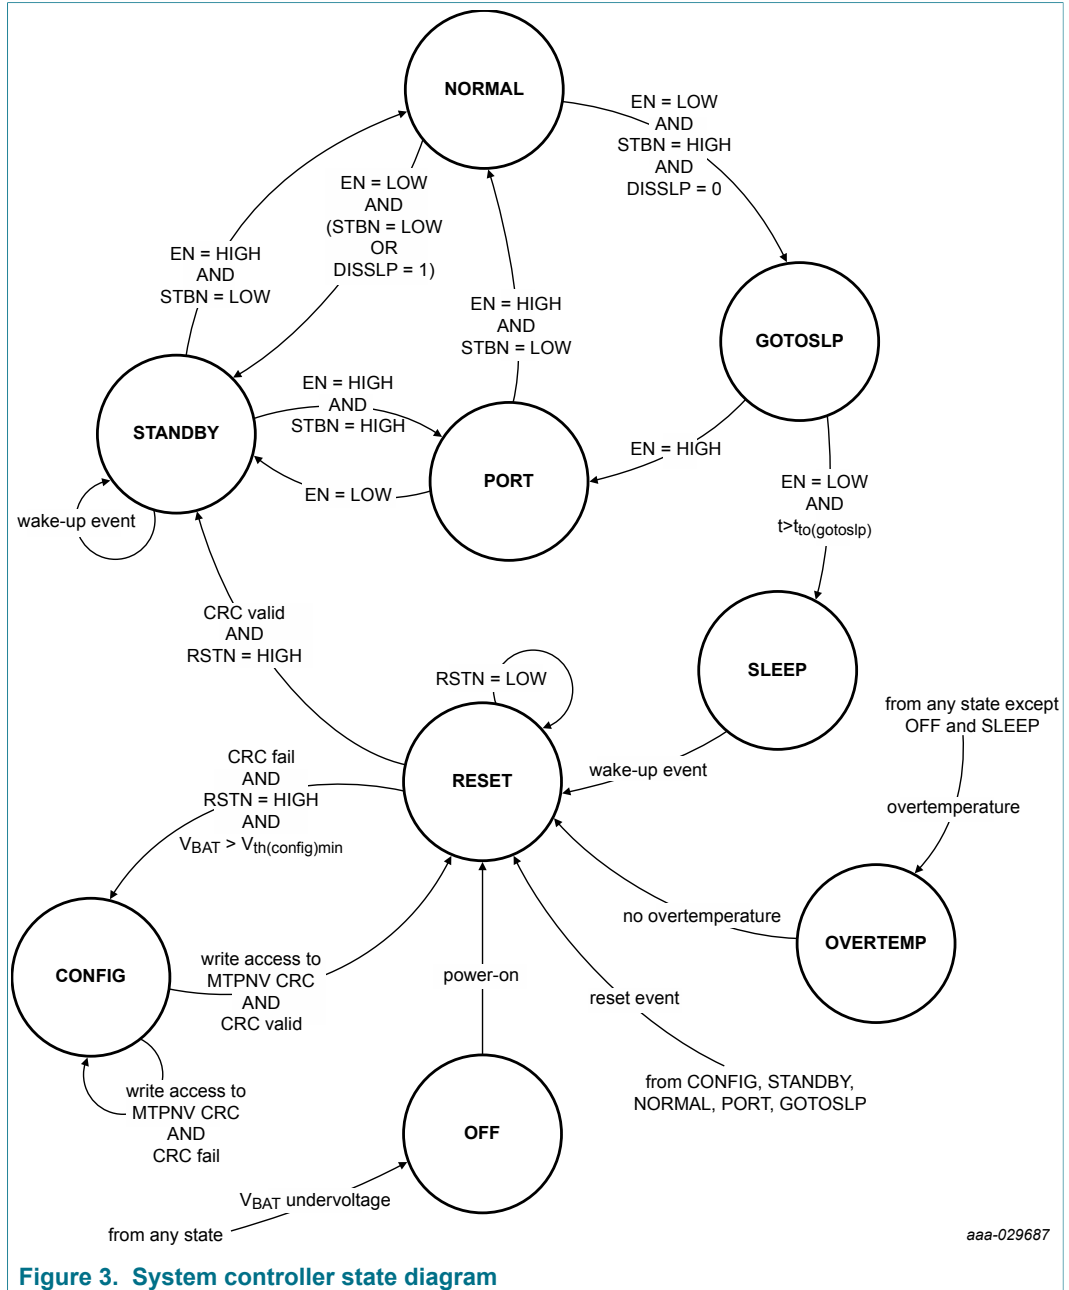 NORMAL
EN = LOW
AND
STBN = HIGH
AND
DISSLP = 0
EN = LOW
AND
(STBN = LOW
OR
DISSLP = 1)
EN = HIGH
AND
STBN = LOW
EN = HIGH
AND
STBN = LOW
GOTOSLP
EN = HIGH
AND
STBN = HIGH
STANDBY
EN = HIGH
PORT
EN = LOW
EN = LOW
AND
t>tto(gotoslp)
wake-up event
CRC valid
AND
RSTN = HIGH
SLEEP
RSTN = LOW
from any state except
OFF and SLEEP
CRC fail
AND
RSTN = HIGH
AND
VBAT > Vth(config)min
RESET
wake-up event
overtemperature
no overtemperature
OVERTEMP
CONFIG
write access to
MTPNV CRC
AND
CRC valid
power-on
reset event
write access to
MTPNV CRC
AND
CRC fail
from CONFIG, STANDBY,
NORMAL, PORT, GOTOSLP
OFF
VBAT undervoltage
from any state
aaa-029687
Figure 3. System controller state diagram